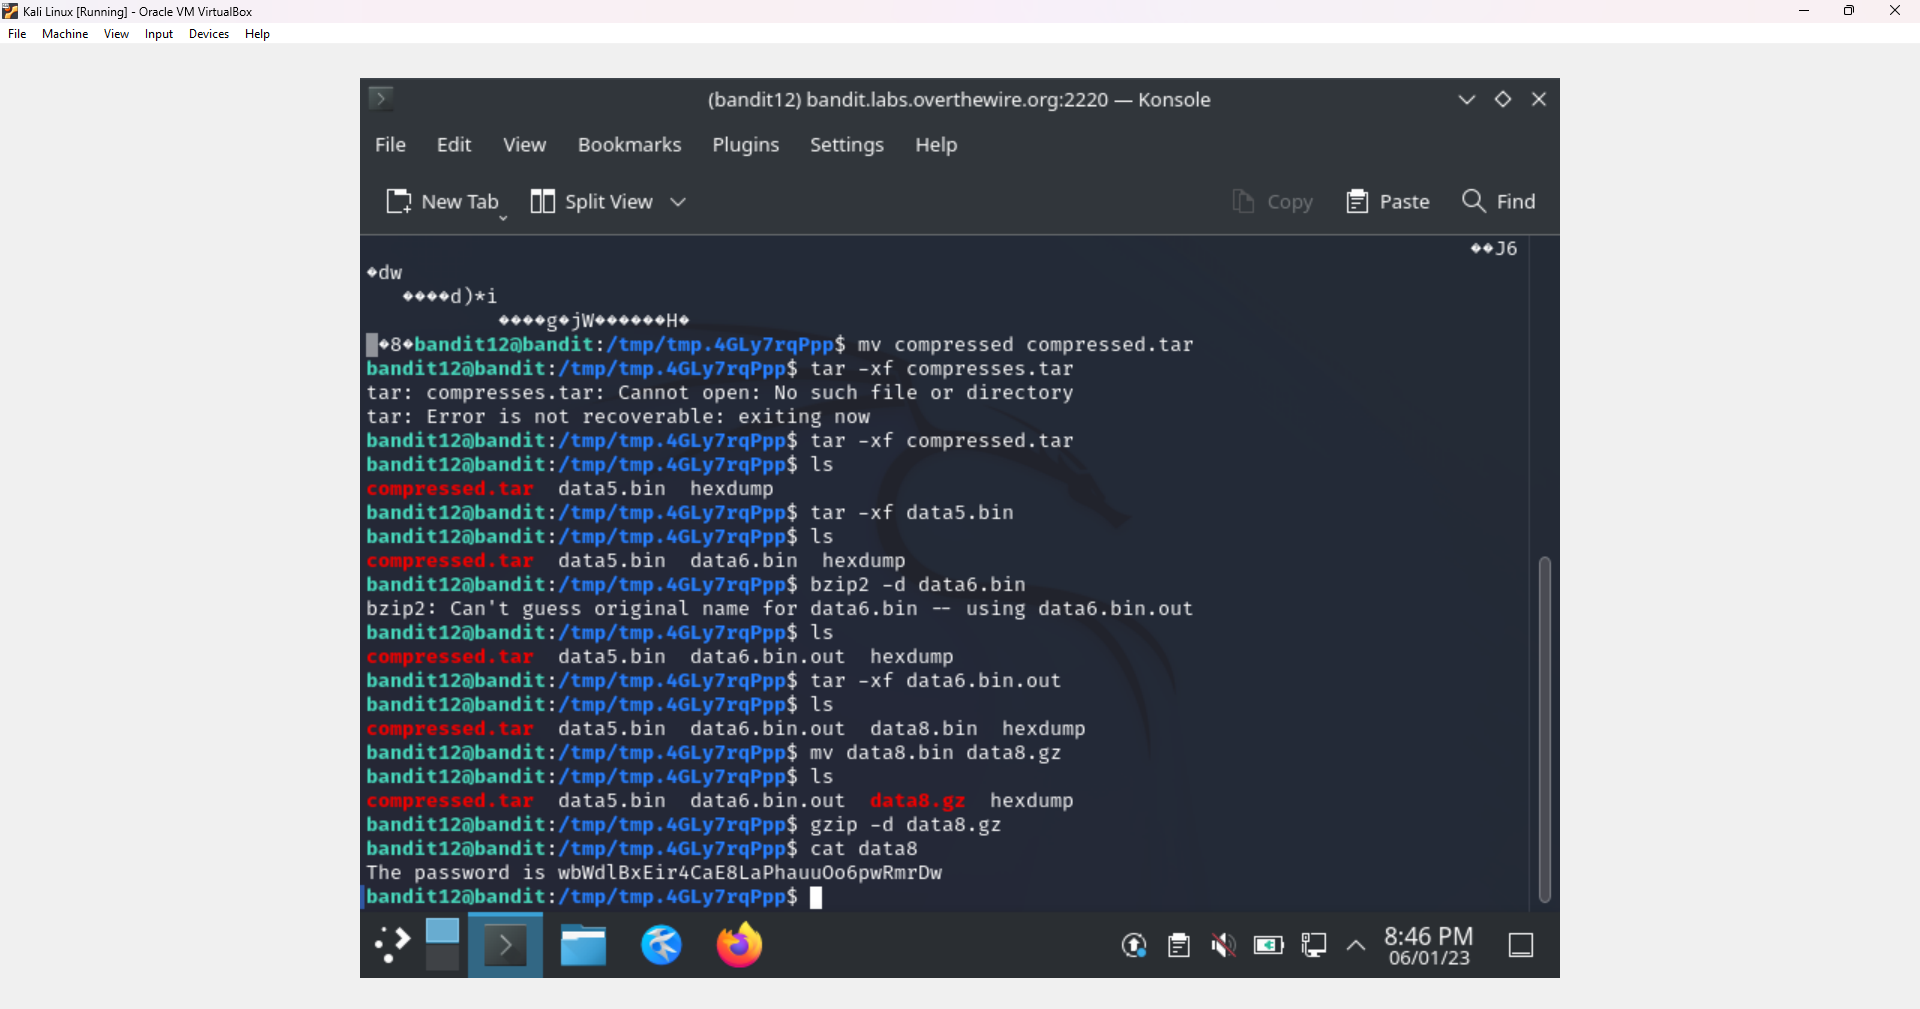 Kali Linux [Running] - Oracle VM VirtualBox
File Machine View Input Devices Help
(bandit12) bandit.labs.overthewire.org:2220 — Konsole
File Edit View Bookmarks Plugins Settings Help
New Tab Split View Copy Paste Find
��J6
�dw
����d)*i
����g�jW������H�
�8�bandit12@bandit:/tmp/tmp.4GLy7rqPpp$ mv compressed compressed.tar
bandit12@bandit:/tmp/tmp.4GLy7rqPpp$ tar -xf compresses.tar
tar: compresses.tar: Cannot open: No such file or directory
tar: Error is not recoverable: exiting now
bandit12@bandit:/tmp/tmp.4GLy7rqPpp$ tar -xf compressed.tar
bandit12@bandit:/tmp/tmp.4GLy7rqPpp$ ls
compressed.tar data5.bin hexdump
bandit12@bandit:/tmp/tmp.4GLy7rqPpp$ tar -xf data5.bin
bandit12@bandit:/tmp/tmp.4GLy7rqPpp$ ls
compressed.tar data5.bin data6.bin hexdump
bandit12@bandit:/tmp/tmp.4GLy7rqPpp$ bzip2 -d data6.bin
bzip2: Can't guess original name for data6.bin -- using data6.bin.out
bandit12@bandit:/tmp/tmp.4GLy7rqPpp$ ls
compressed.tar data5.bin data6.bin.out hexdump
bandit12@bandit:/tmp/tmp.4GLy7rqPpp$ tar -xf data6.bin.out
bandit12@bandit:/tmp/tmp.4GLy7rqPpp$ ls
compressed.tar data5.bin data6.bin.out data8.bin hexdump
bandit12@bandit:/tmp/tmp.4GLy7rqPpp$ mv data8.bin data8.gz
bandit12@bandit:/tmp/tmp.4GLy7rqPpp$ ls
compressed.tar data5.bin data6.bin.out data8.gz hexdump
bandit12@bandit:/tmp/tmp.4GLy7rqPpp$ gzip -d data8.gz
bandit12@bandit:/tmp/tmp.4GLy7rqPpp$ cat data8
The password is wbWdlBxEir4CaE8LaPhauuOo6pwRmrDw
bandit12@bandit:/tmp/tmp.4GLy7rqPpp$
8:46 PM
06/01/23